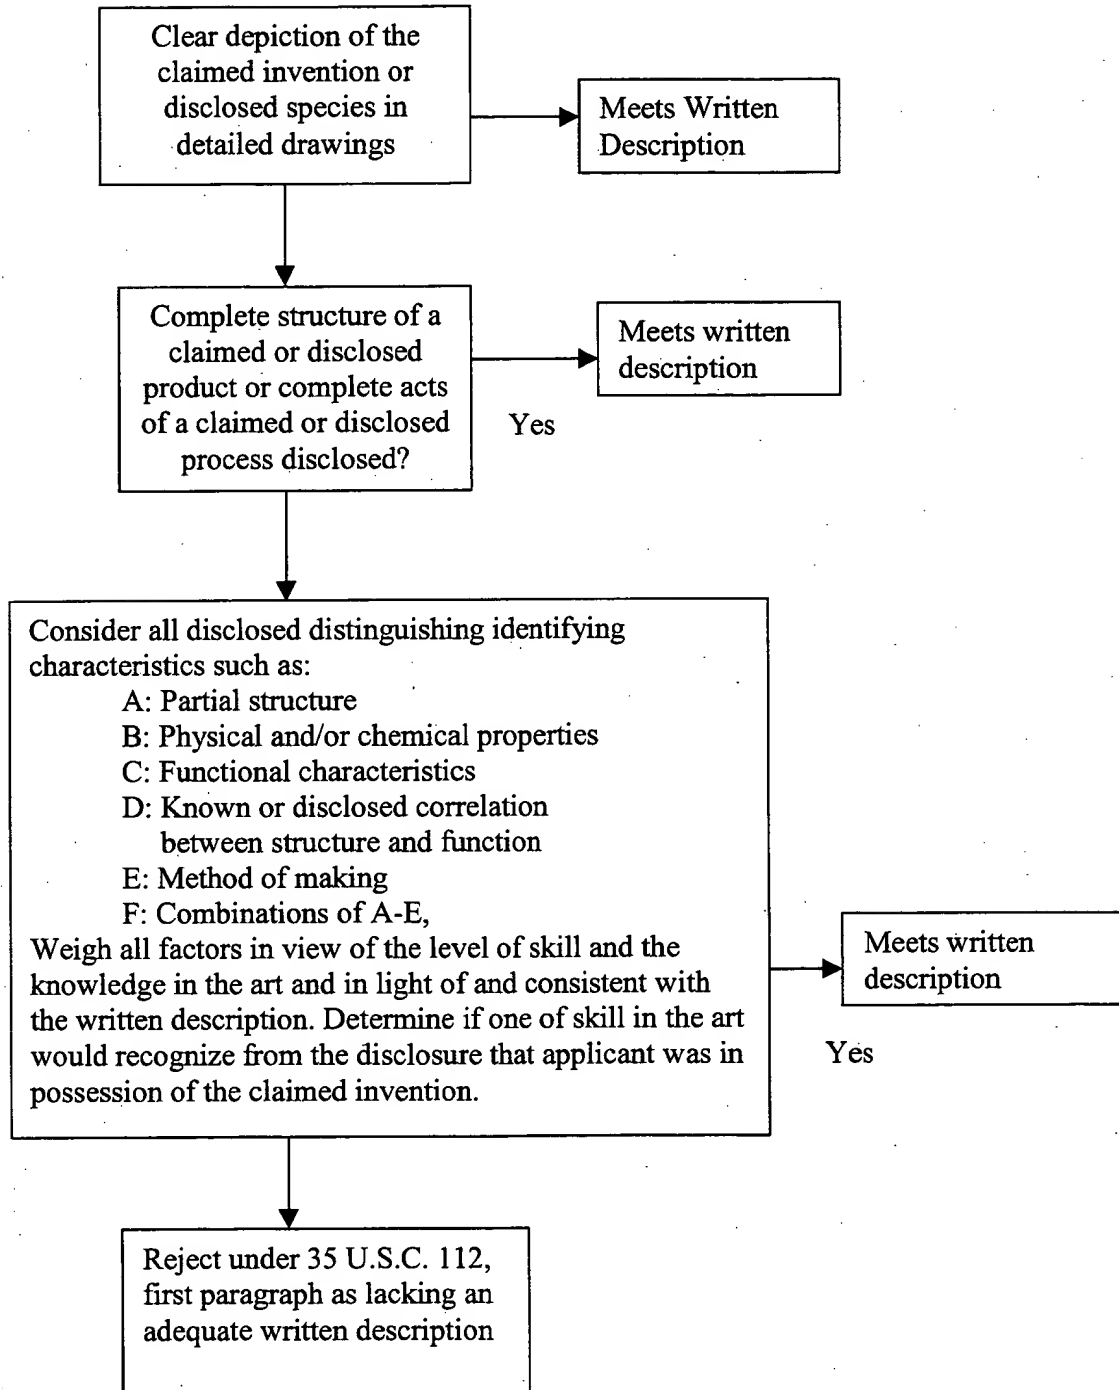 Clear depiction of the
claimed invention or
disclosed species in
detailed drawings
Meets Written
Description
Complete structure of a
claimed or disclosed
product or complete acts
of a claimed or disclosed
process disclosed?
Meets written
description
Yes
Consider all disclosed distinguishing identifying
characteristics such as:
A: Partial structure
B: Physical and/or chemical properties
C: Functional characteristics
D: Known or disclosed correlation
between structure and function
E: Method of making
F: Combinations of A-E,
Weigh all factors in view of the level of skill and the
knowledge in the art and in light of and consistent with
the written description. Determine if one of skill in the art
would recognize from the disclosure that applicant was in
possession of the claimed invention.
Meets written
description
Yes
Reject under 35 U.S.C. 112,
first paragraph as lacking an
adequate written description